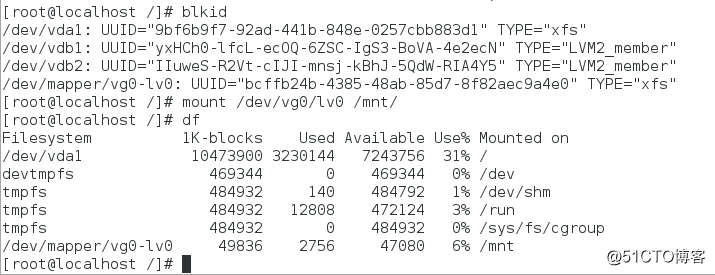 [root@localhost /]# blkid
/dev/vda1: UUID="9bf6b9f7-92ad-441b-848e-0257cbb883d1" TYPE="xfs"
/dev/vdb1: UUID="yxHCh0-lfcL-ecOQ-6ZSC-IgS3-BoVA-4e2ecN" TYPE="LVM2_member"
/dev/vdb2: UUID="IIuweS-R2Vt-cIJI-mnsj-kBhJ-5QdW-RIA4Y5" TYPE="LVM2_member"
/dev/mapper/vg0-lv0: UUID="bcffb24b-4385-48ab-85d7-8f82aec9a4e0" TYPE="xfs"
[root@localhost /]# mount /dev/vg0/lv0 /mnt/
[root@localhost /]# df
Filesystem 1K-blocks Used Available Use% Mounted on
/dev/vda1 10473900 3230144 7243756 31% /
devtmpfs 469344 0 469344 0% /dev
tmpfs 484932 140 484792 1% /dev/shm
tmpfs 484932 12808 472124 3% /run
tmpfs 484932 0 484932 0% /sys/fs/cgroup
/dev/mapper/vg0-lv0 49836 2756 47080 6% /mnt
[root@localhost /]#
@51CTO博客